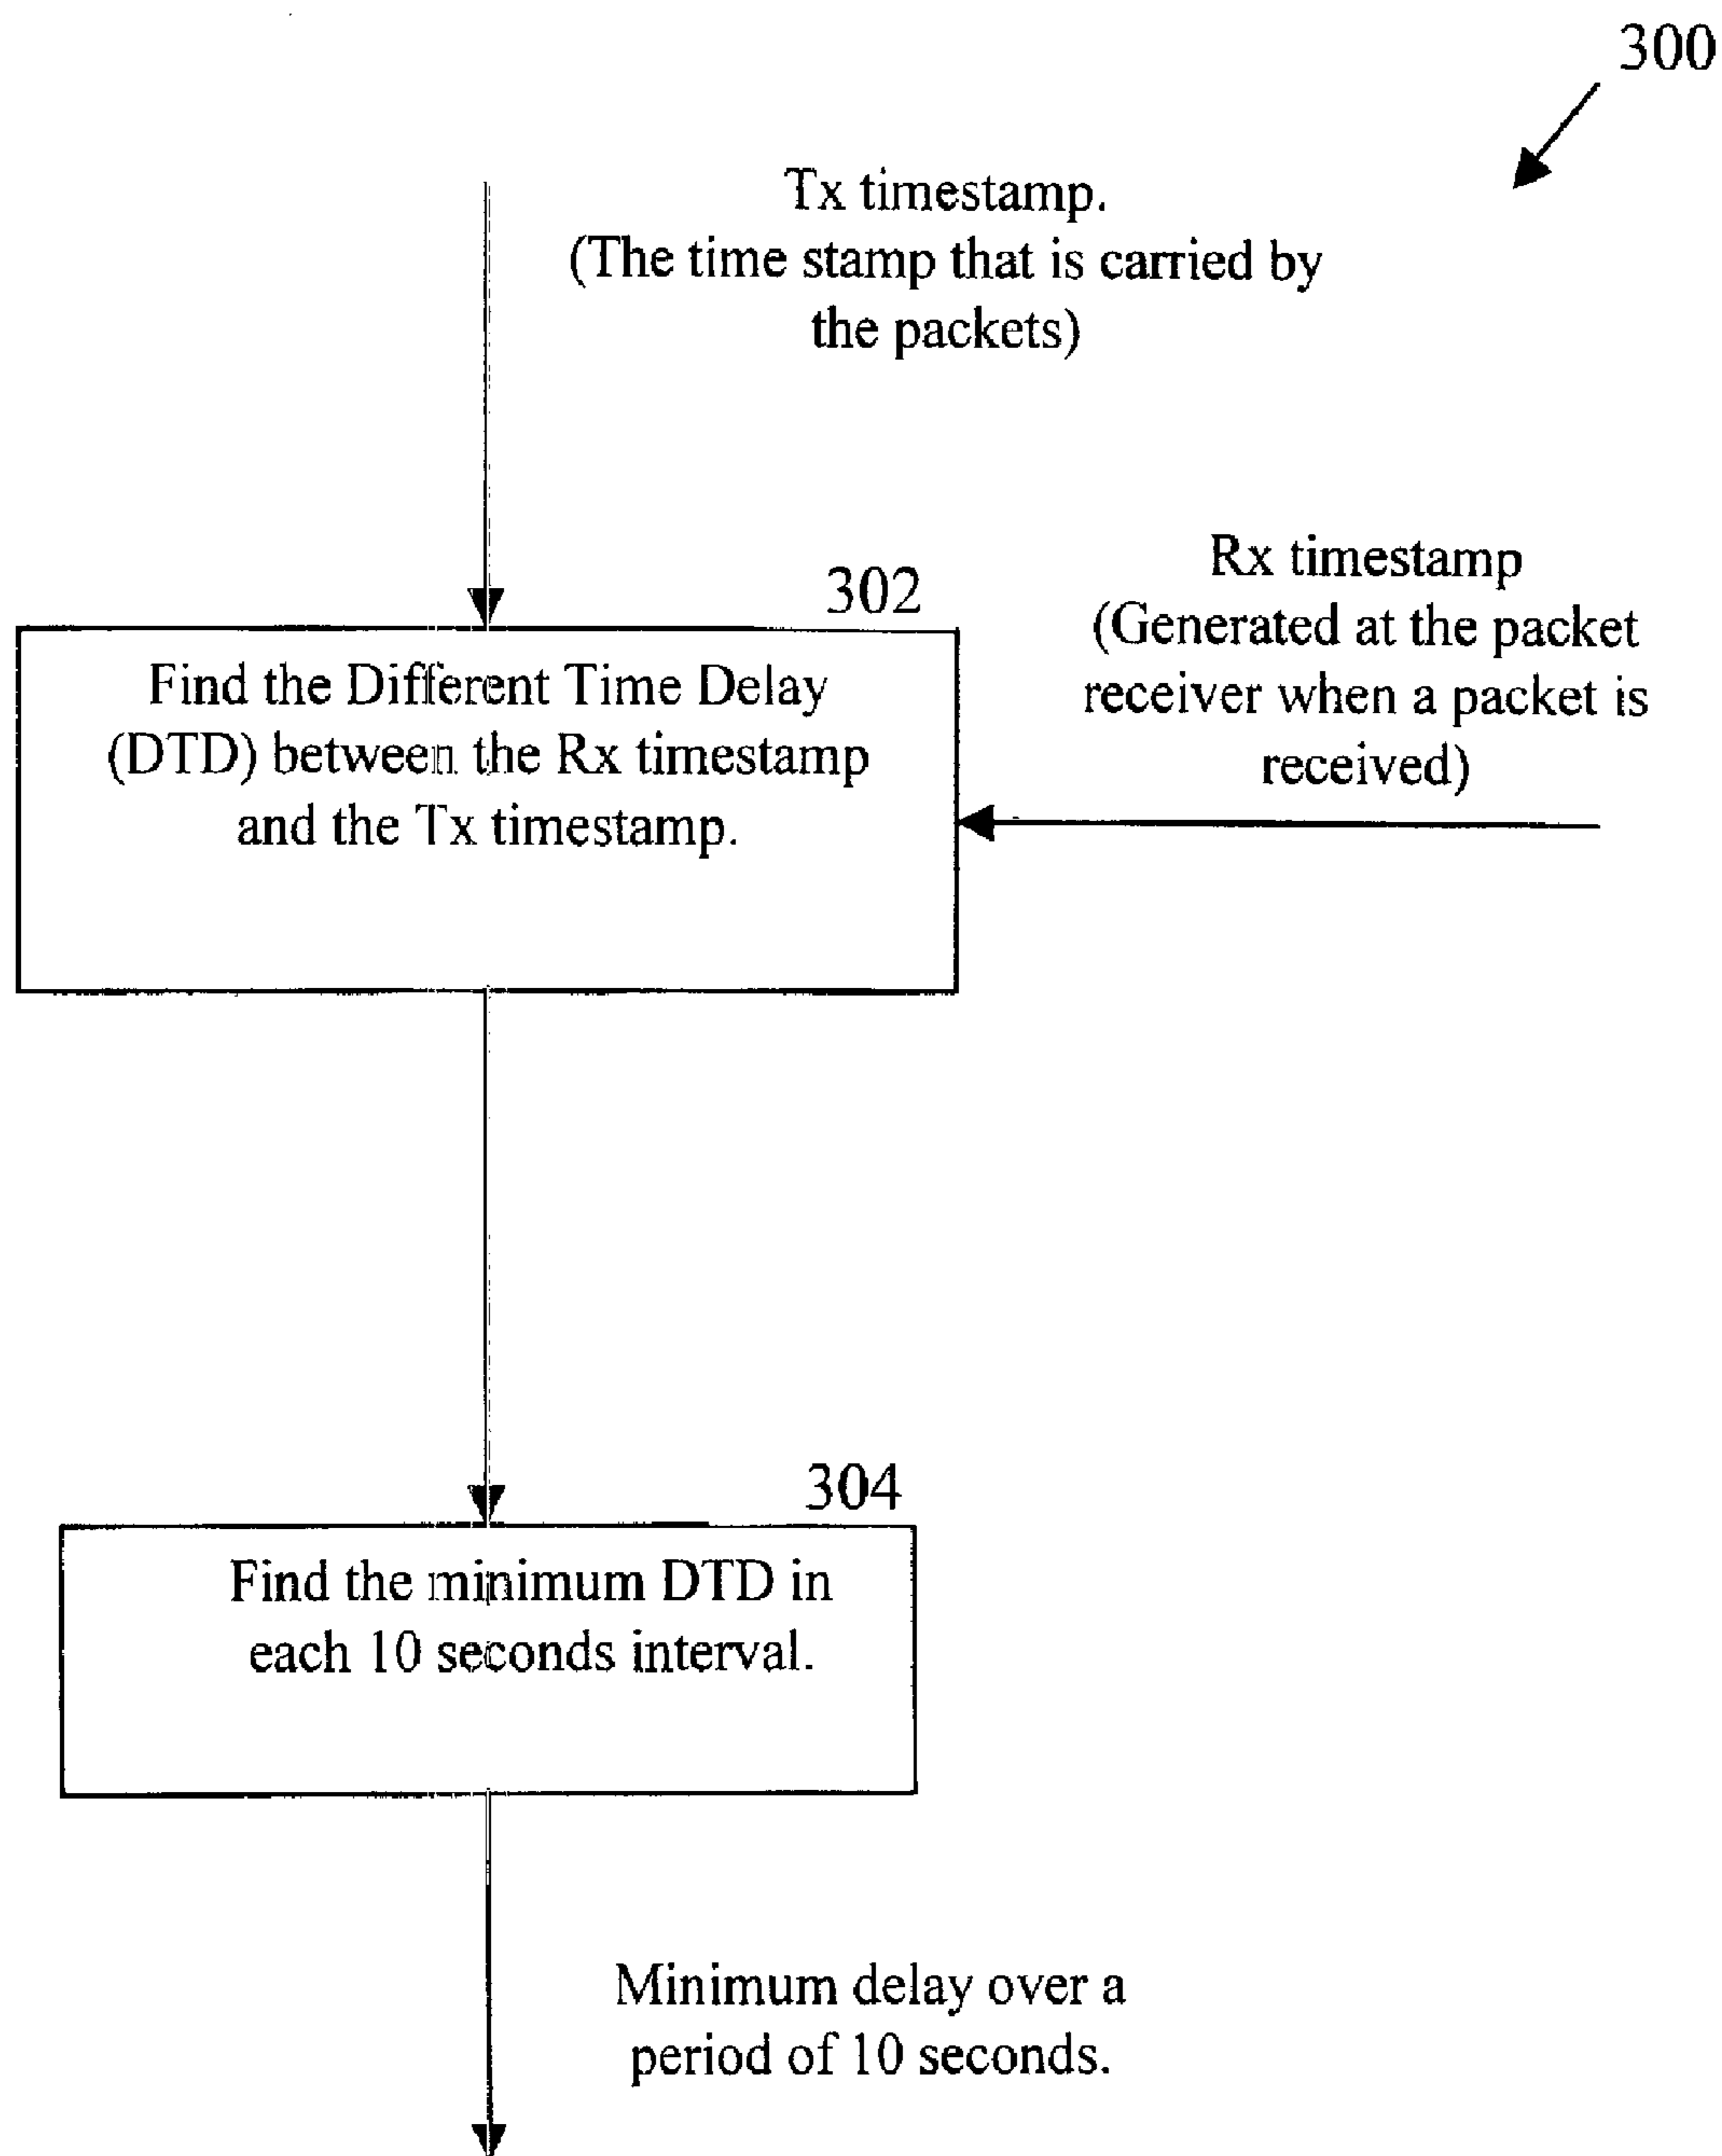 300
Tx timestamp.
(The time stamp that is carried by
the packets)
Rx timestamp
(Generated at the packet
receiver when a packet is
received)
302
Find the Different Time Delay
(DTD) between the Rx timestamp
and the Tx timestamp.
304
Find the minimum DTD in
each 10 seconds interval.
Minimum delay over a
period of 10 seconds.